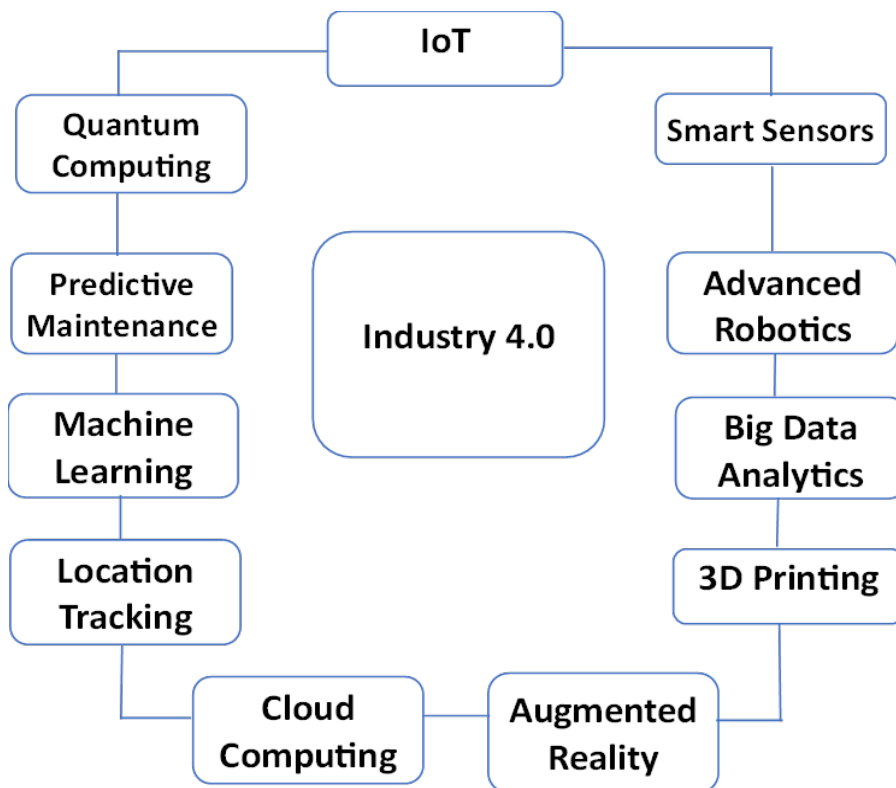 IoT
Quantum
Computing
Smart Sensors
Predictive
Maintenance
Industry 4.0
Advanced
Robotics
Machine
Learning
Big Data
Analytics
Location
Tracking
3D Printing
Cloud
Computing
Augmented
Reality